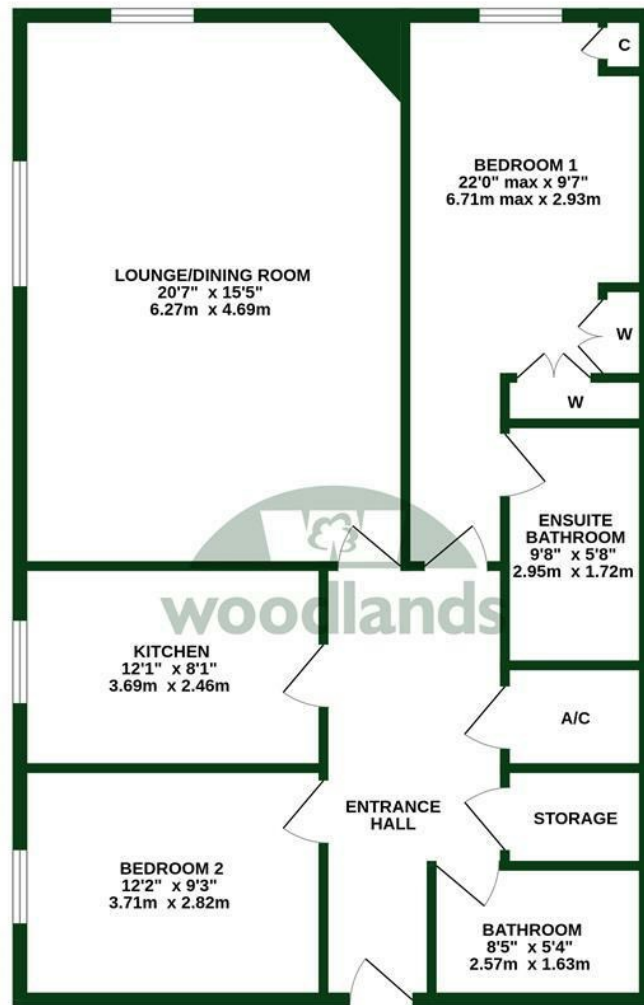 C
BEDROOM 1
22'0" max x 9'7"
6.71m max x 2.93m
LOUNGE/DINING ROOM
20'7" x 15'5"
6.27m x 4.69m
W
W
ENSUITE
BATHROOM
9'8" x 5'8"
2.95m x 1.72m
woodlands
KITCHEN
12'1" x 8'1"
3.69m x 2.46m
A/C
ENTRANCE
HALL
STORAGE
BEDROOM 2
12'2" x 9'3"
3.71m x 2.82m
BATHROOM
8'5" x 5'4"
2.57m x 1.63m